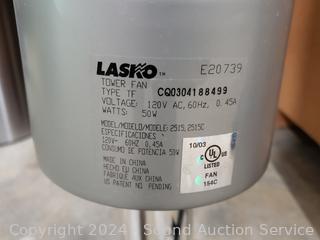 LASKO E20739
TOWER FAN
TYPE TF CQ0304188499
VOLTAGE: 120V AC, 60Hz, 0.45A
WATTS: 50W
MODEL/MODELO/MODELE: 2515, 2515C
ESPECIFICACIONES
120V~ 60HZ 0.45A
CONSUMO DE POTENCIA 50W
MADE IN CHINA
HECHO EN CHINA
FABRIQUE AU CHINA
US PATENT NO PENDING
10/03
UL
LISTED
FAN
154C
Copyright 2024 - Sound Auction Service